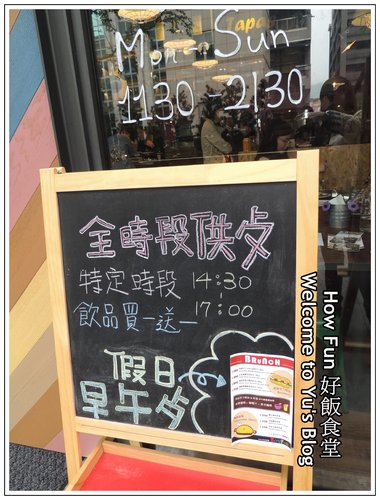 Tapa
Mon - Sun
1130 - 2130
全時段供餐
特定時段 14:30
飲品買一送一 17:00
假日
早午餐
BRUNCH
How Fun 好飯食堂
Welcome to Yu's Blog